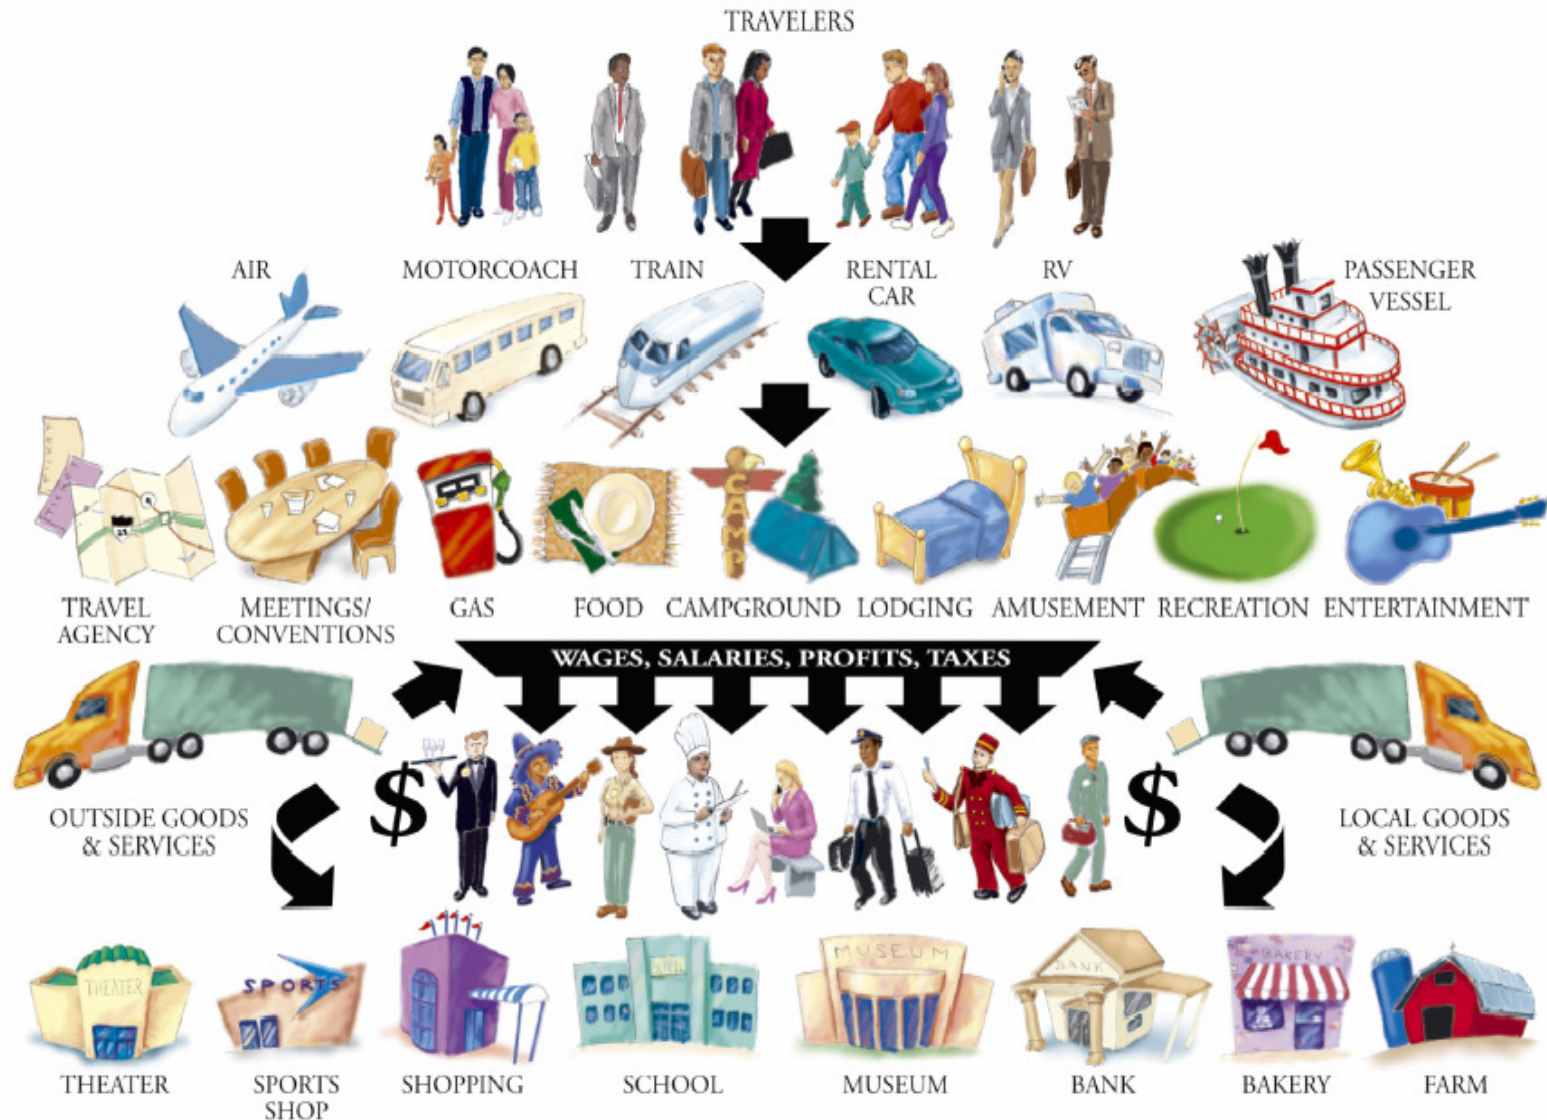 TRAVELERS
AIR
MOTORCOACH
TRAIN
RENTAL
CAR
RV
PASSENGER
VESSEL
CAMP
TRAVEL
AGENCY
MEETINGS/
CONVENTIONS
GAS
FOOD
CAMPGROUND
LODGING
AMUSEMENT
RECREATION
ENTERTAINMENT
WAGES, SALARIES, PROFITS, TAXES
$
$
OUTSIDE GOODS
& SERVICES
LOCAL GOODS
& SERVICES
THEATER
SPORTS
MUSEUM
BANK
BAKERY
THEATER
SPORTS
SHOP
SHOPPING
SCHOOL
MUSEUM
BANK
BAKERY
FARM